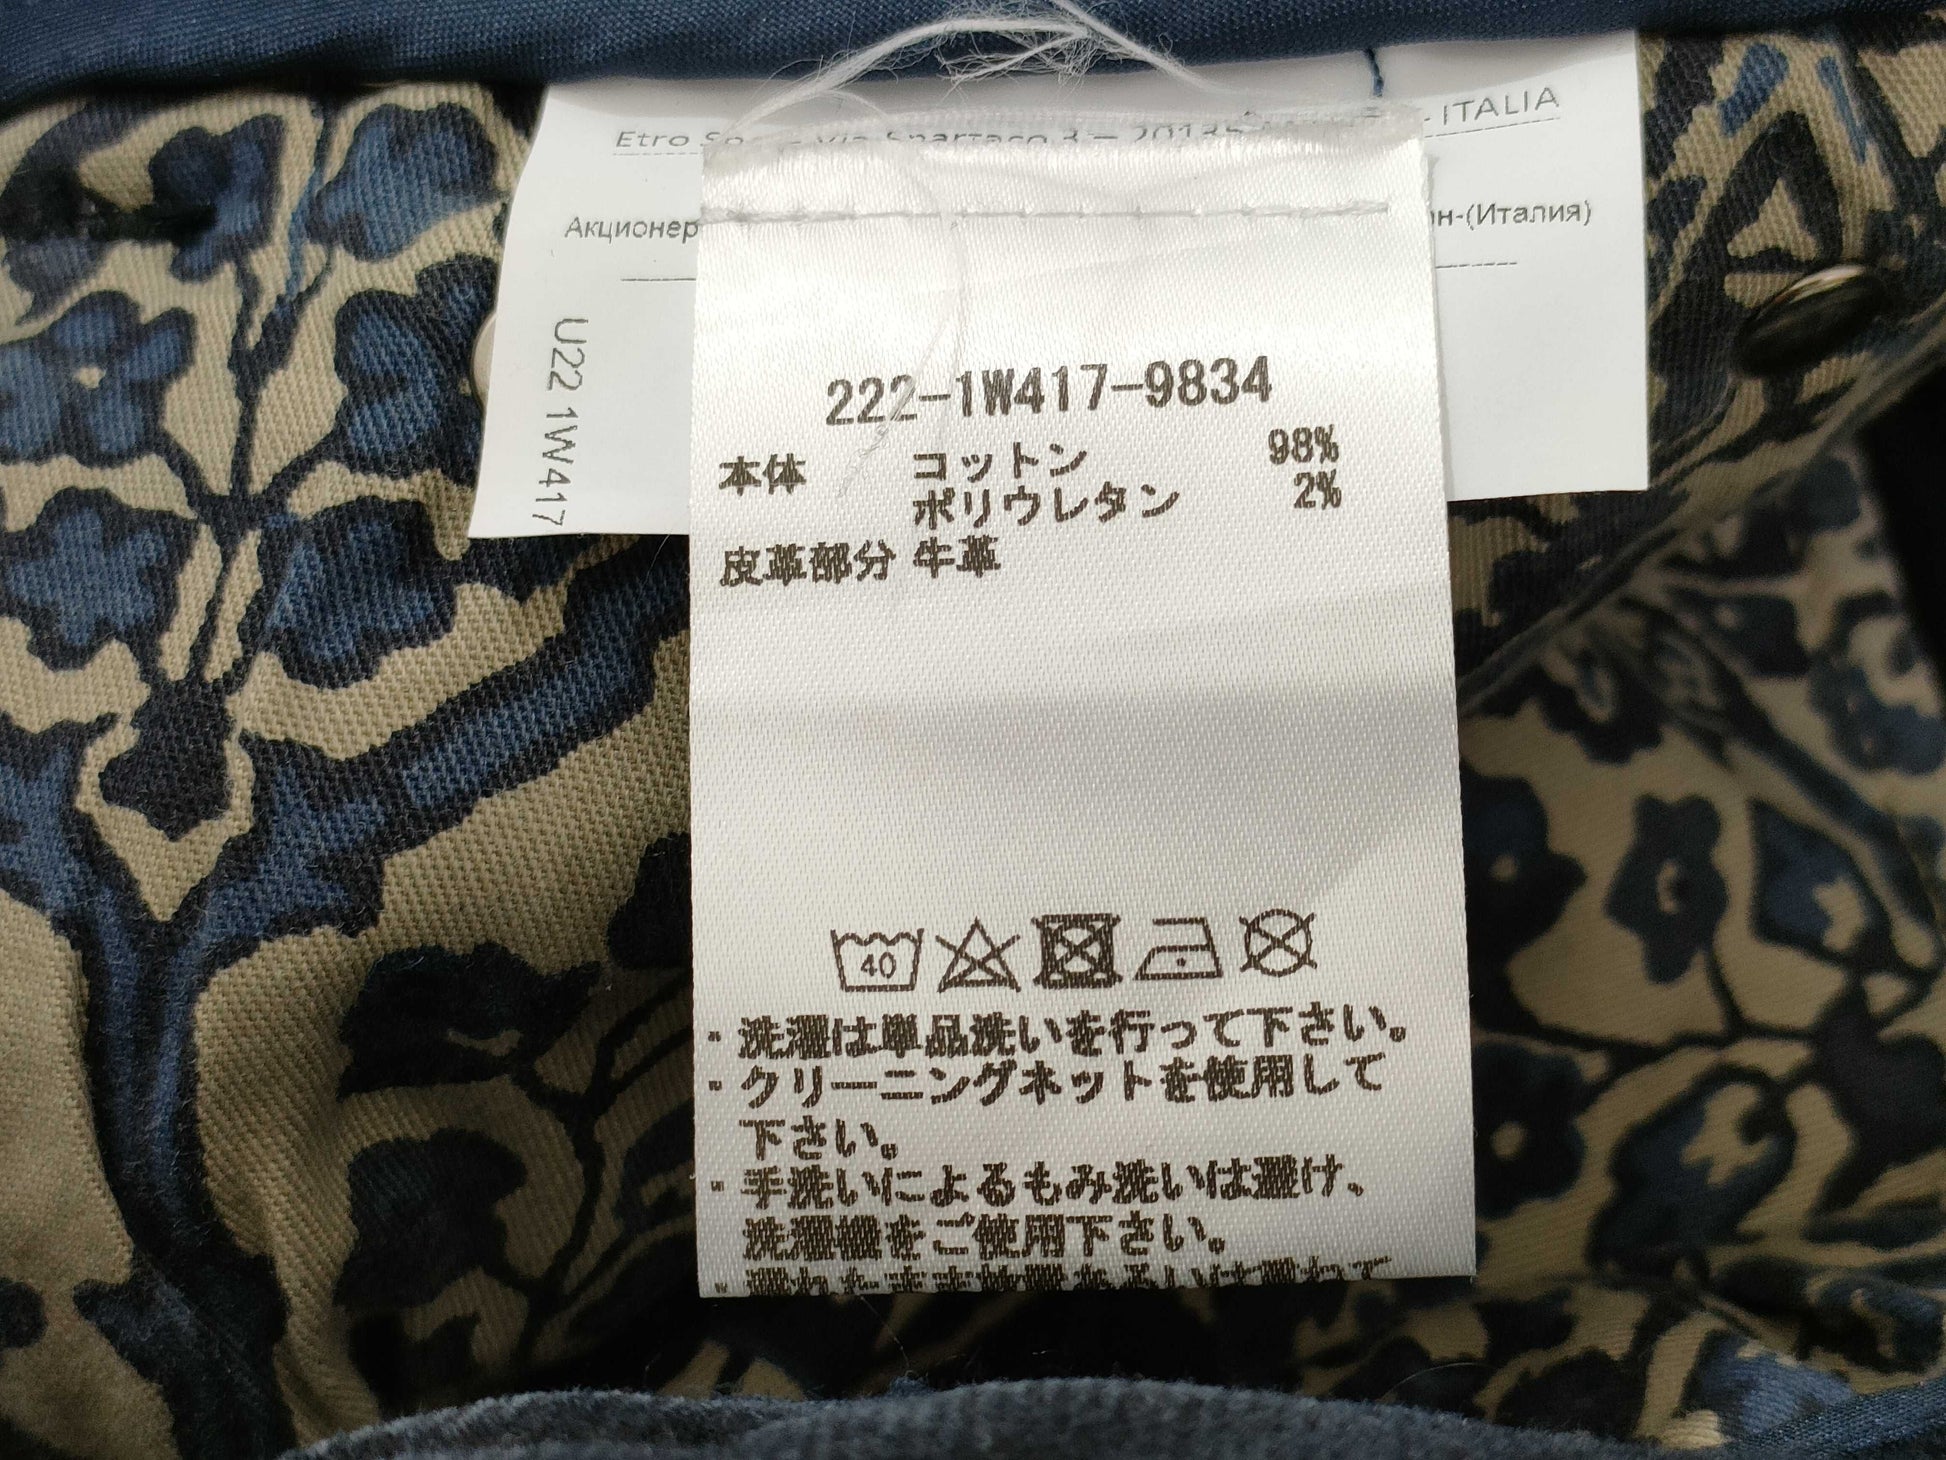 Etro S Via Spartaco 3 – 20135 - ITALIA
Акционер н-(Италия)
U22 1W417
222-1W417-9834
本体 コットン 98%
ポリウレタン 2%
皮革部分 牛革
40
・洗濯は単品洗いを行って下さい。
・クリーニングネットを使用して
下さい。
・手洗いによるもみ洗いは避け、
洗濯機をご使用下さい。